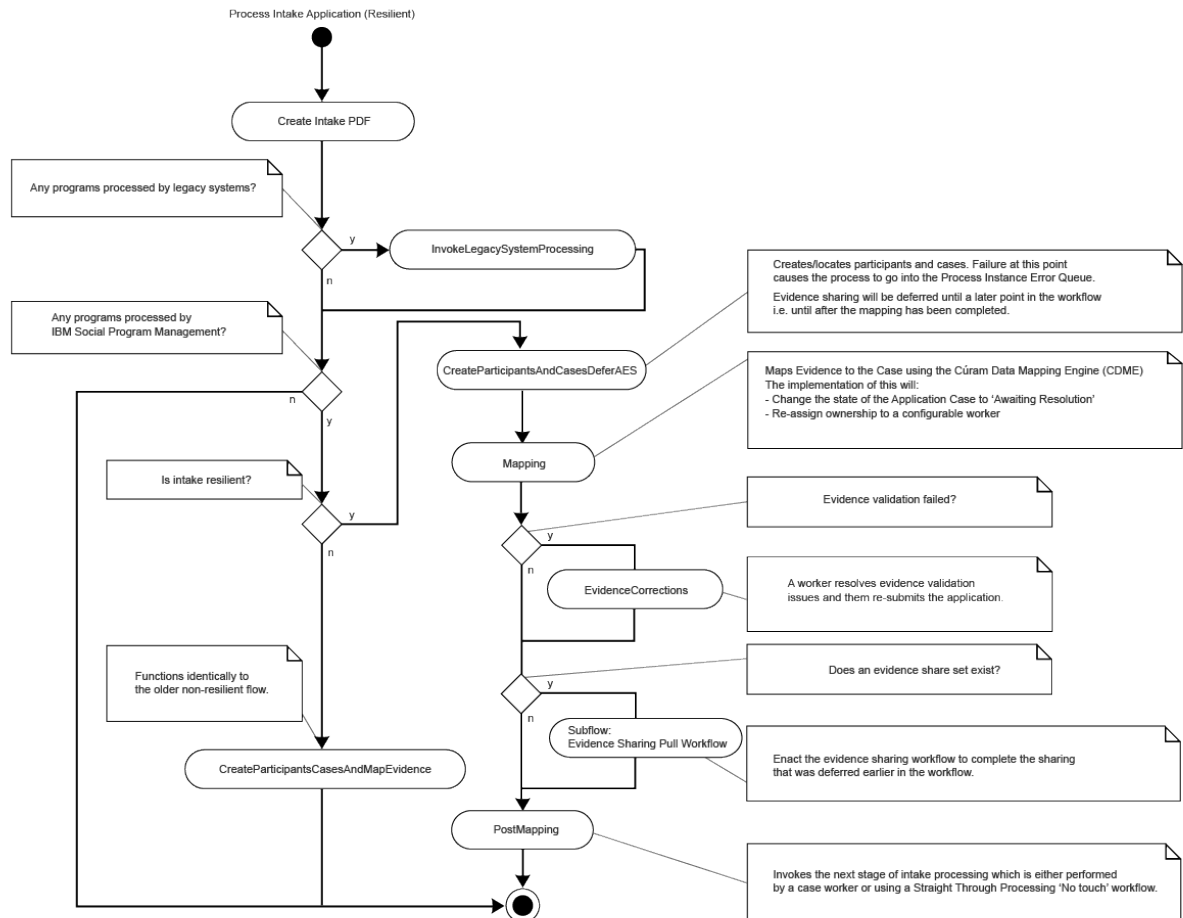 Process Intake Application (Resilient)
Create Intake PDF
Any programs processed by legacy systems?
y
InvokeLegacySystemProcessing
n
Any programs processed by
IBM Social Program Management?
n
y
Is intake resilient?
y
n
Functions identically to
the older non-resilient flow.
CreateParticipantsCasesAndMapEvidence
Creates/locates participants and cases. Failure at this point
causes the process to go into the Process Instance Error Queue.
Evidence sharing will be deferred until a later point in the workflow
i.e. until after the mapping has been completed.
CreateParticipantsAndCasesDeferAES
Maps Evidence to the Case using the Cúram Data Mapping Engine (CDME)
The implementation of this will:
- Change the state of the Application Case to ‘Awaiting Resolution’
- Re-assign ownership to a configurable worker
Mapping
Evidence validation failed?
y
n
EvidenceCorrections
A worker resolves evidence validation
issues and them re-submits the application.
Does an evidence share set exist?
y
n
Subflow:
Evidence Sharing Pull Workflow
Enact the evidence sharing workflow to complete the sharing
that was deferred earlier in the workflow.
PostMapping
Invokes the next stage of intake processing which is either performed
by a case worker or using a Straight Through Processing ‘No touch’ workflow.